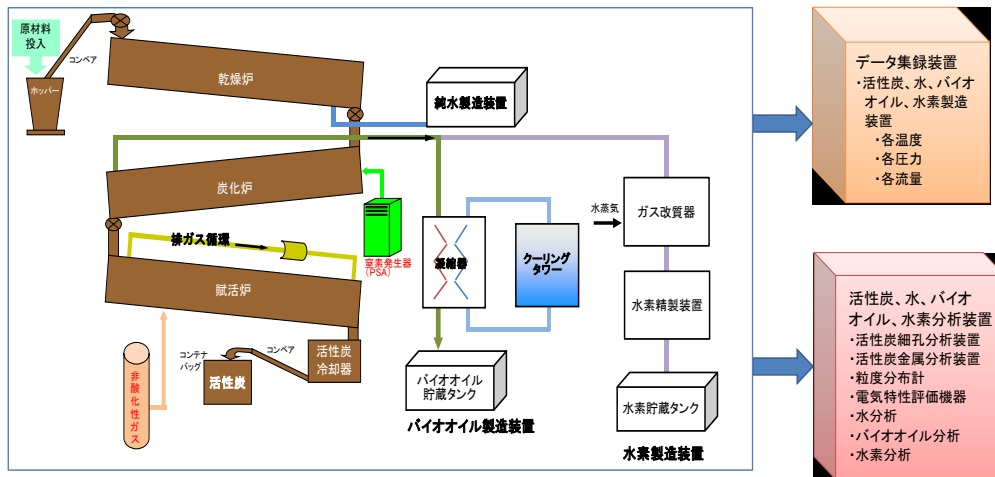 原材料
投入
コンベア
ホッパー
乾燥炉
純水製造装置
炭化炉
窒素発生器
(PSA)
排ガス循環
賦活炉
凝縮器
クーリング
タワー
水蒸気
ガス改質器
水素精製装置
非酸化性ガス
コンテナ
バッグ
コンベア
活性炭
活性炭
冷却器
バイオオイル
貯蔵タンク
バイオオイル製造装置
水素貯蔵タンク
水素製造装置
データ集録装置
・活性炭、水、バイ
オオイル、水素製造
装置
・各温度
・各圧力
・各流量
活性炭、水、バイオ
オイル、水素分析装置
・活性炭細孔分析装置
・活性炭金属分析装置
・粒度分布計
・電気特性評価機器
・水分析
・バイオオイル分析
・水素分析